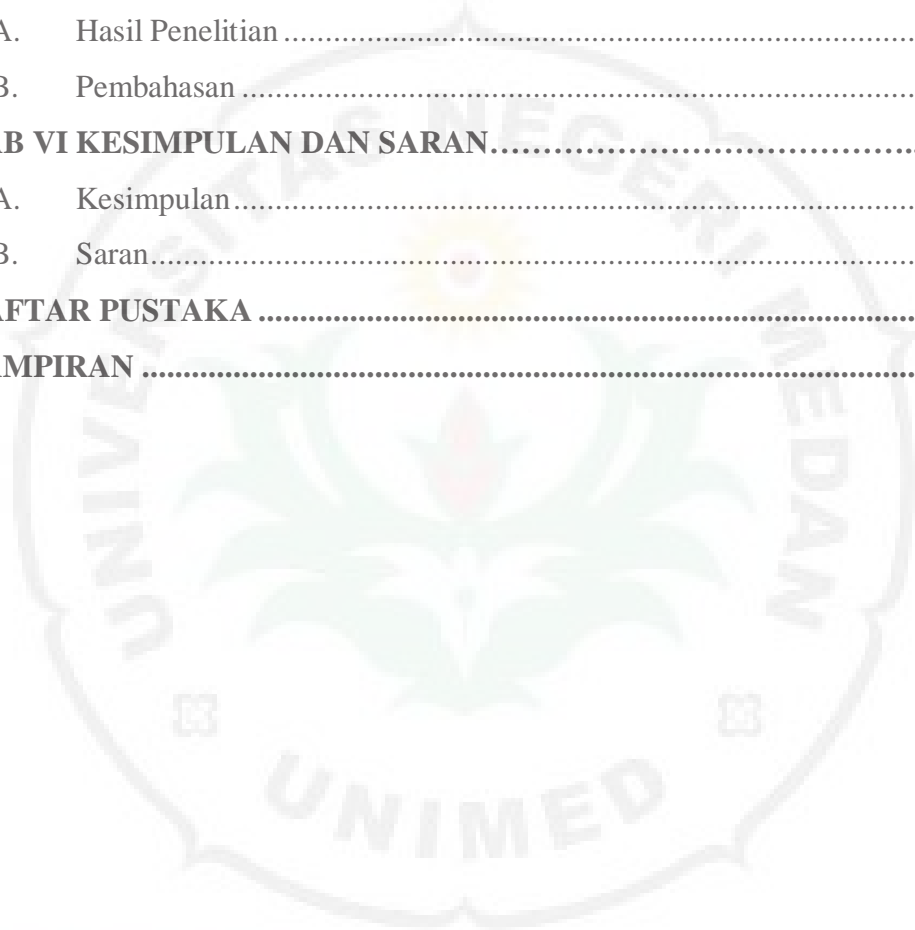 A. Hasil Penelitian ........................................................................
B. Pembahasan ........................................................................
AB VI KESIMPULAN DAN SARAN........................................
A. Kesimpulan........................................................................
B. Saran........................................................................
AFTAR PUSTAKA ........................................................................
AMPIRAN ........................................................................
UNIVERSITAS NEGERI MEDAN
UNIMED